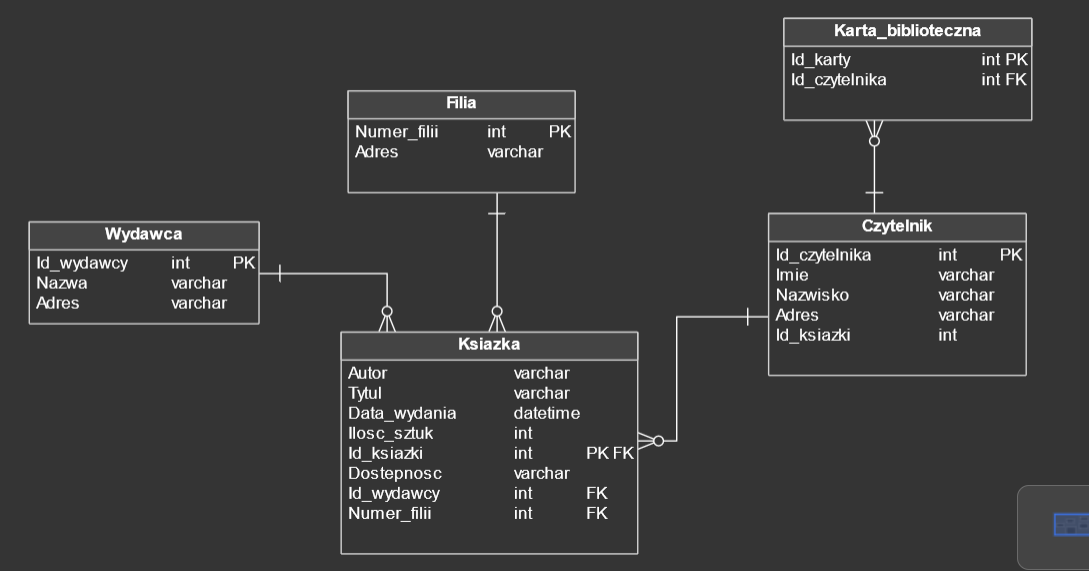 Karta_biblioteczna
Id_karty int PK
Id_czytelnika int FK
Filia
Numer_filii int PK
Adres varchar
Wydawca
Id_wydawcy int PK
Nazwa varchar
Adres varchar
Czytelnik
Id_czytelnika int PK
Imie varchar
Nazwisko varchar
Adres varchar
Id_ksiazki int
Ksiazka
Autor varchar
Tytul varchar
Data_wydania datetime
Ilosc_sztuk int
Id_ksiazki int PK FK
Dostepnosc varchar
Id_wydawcy int FK
Numer_filii int FK